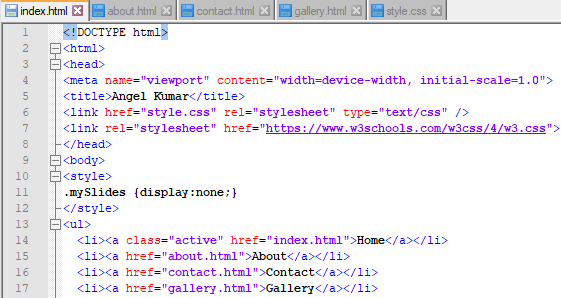 index.html about.html contact.html gallery.html style.css
1 <!DOCTYPE html>
2 <html>
3 <head>
4 <meta name="viewport" content="width=device-width, initial-scale=1.0">
5 <title>Angel Kumar</title>
6 <link href="style.css" rel="stylesheet" type="text/css" />
7 <link rel="stylesheet" href="https://www.w3schools.com/w3css/4/w3.css">
8 </head>
9 <body>
10 <style>
11 .mySlides {display:none;}
12 </style>
13 <ul>
14 <li><a class="active" href="index.html">Home</a></li>
15 <li><a href="about.html">About</a></li>
16 <li><a href="contact.html">Contact</a></li>
17 <li><a href="gallery.html">Gallery</a></li>